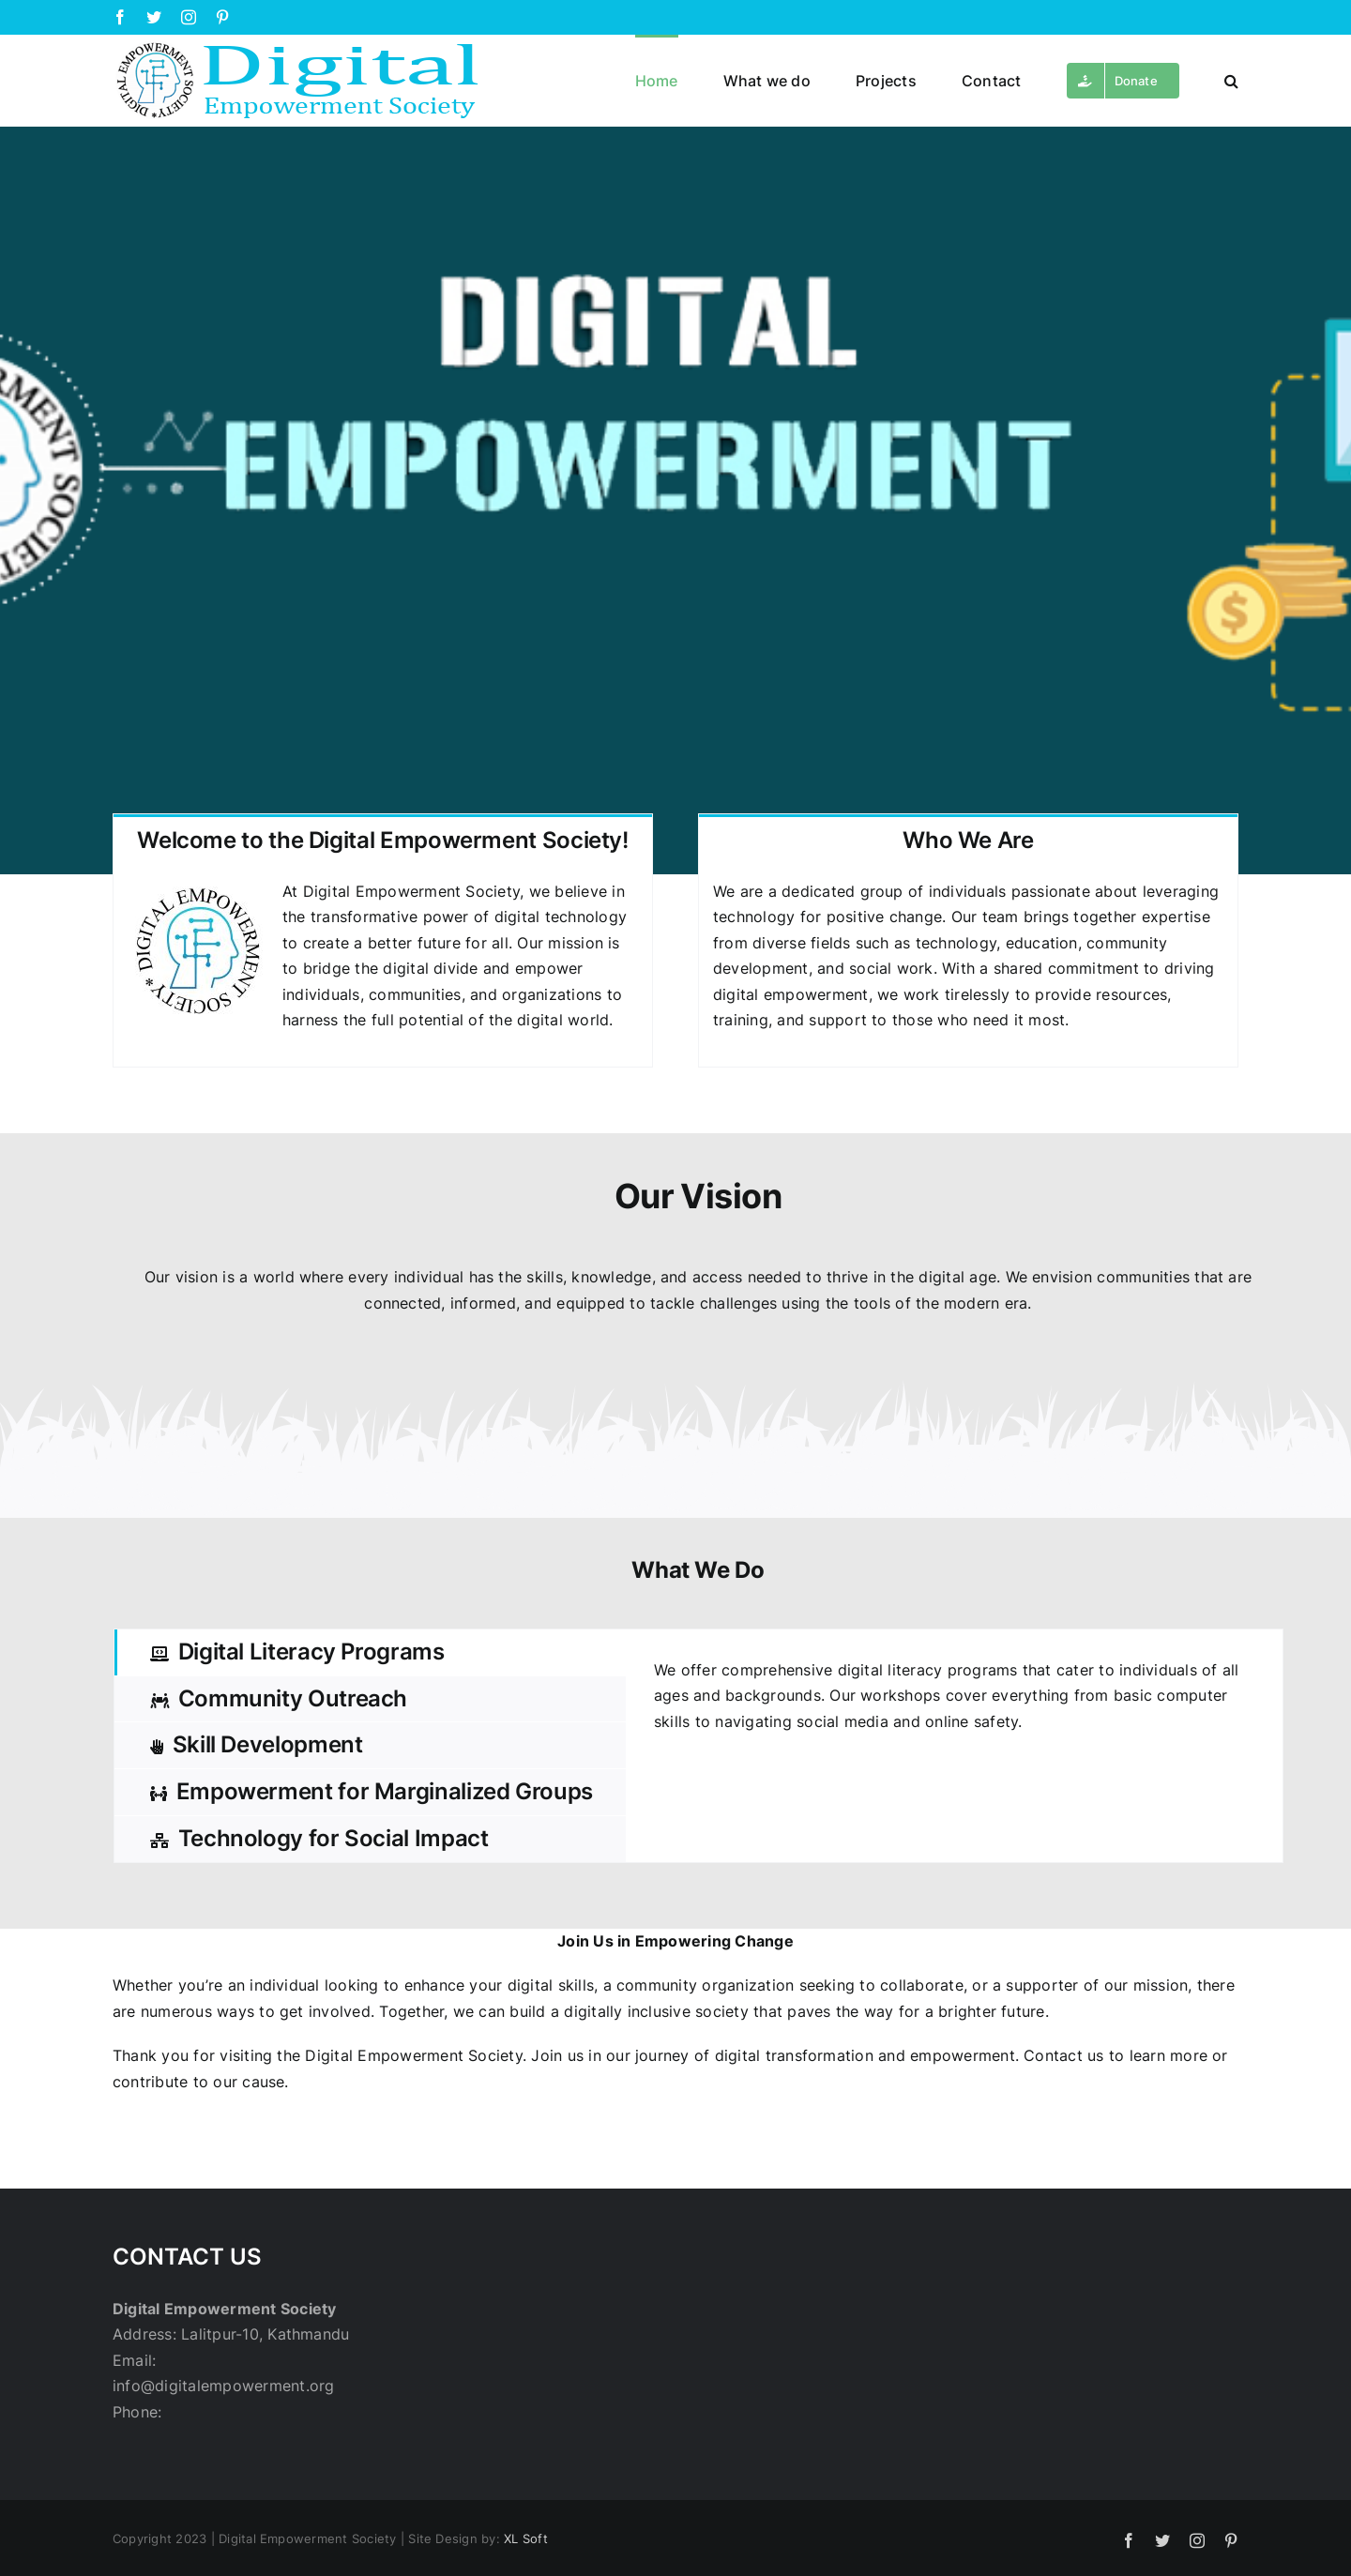 DIGITAL EMPOWERMENT SOCIETY*
Digital
Empowerment Society
Home
What we do
Projects
Contact
Donate
DIGITAL
EMPOWERMENT
Welcome to the Digital Empowerment Society!
DIGITAL EMPOWERMENT SOCIETY*
At Digital Empowerment Society, we believe in
the transformative power of digital technology
to create a better future for all. Our mission is
to bridge the digital divide and empower
individuals, communities, and organizations to
harness the full potential of the digital world.
Who We Are
We are a dedicated group of individuals passionate about leveraging
technology for positive change. Our team brings together expertise
from diverse fields such as technology, education, community
development, and social work. With a shared commitment to driving
digital empowerment, we work tirelessly to provide resources,
training, and support to those who need it most.
Our Vision
Our vision is a world where every individual has the skills, knowledge, and access needed to thrive in the digital age. We envision communities that are
connected, informed, and equipped to tackle challenges using the tools of the modern era.
What We Do
Digital Literacy Programs
Community Outreach
Skill Development
Empowerment for Marginalized Groups
Technology for Social Impact
We offer comprehensive digital literacy programs that cater to individuals of all
ages and backgrounds. Our workshops cover everything from basic computer
skills to navigating social media and online safety.
Join Us in Empowering Change
Whether you’re an individual looking to enhance your digital skills, a community organization seeking to collaborate, or a supporter of our mission, there
are numerous ways to get involved. Together, we can build a digitally inclusive society that paves the way for a brighter future.
Thank you for visiting the Digital Empowerment Society. Join us in our journey of digital transformation and empowerment. Contact us to learn more or
contribute to our cause.
CONTACT US
Digital Empowerment Society
Address: Lalitpur-10, Kathmandu
Email:
info@digitalempowerment.org
Phone:
Copyright 2023 | Digital Empowerment Society | Site Design by: XL Soft